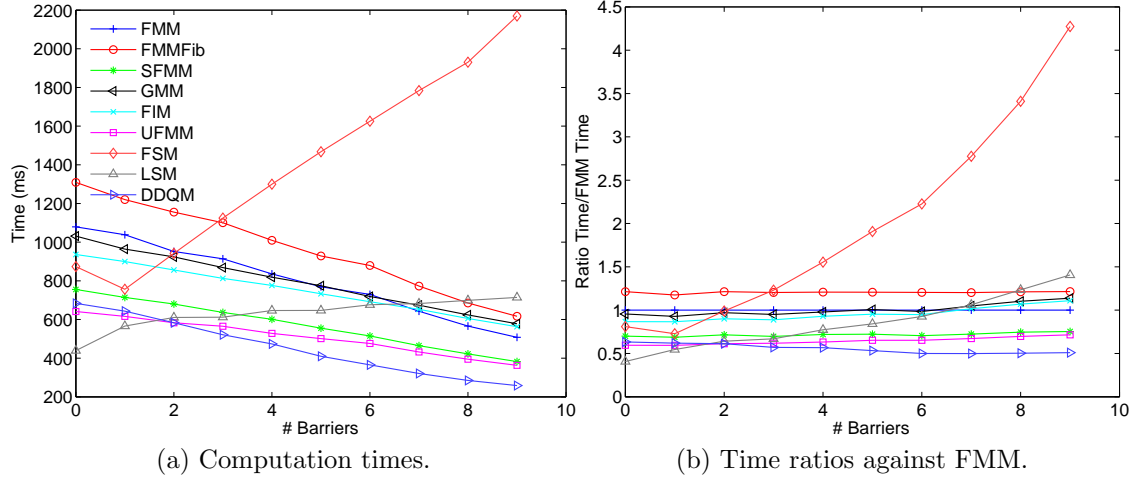 2200
2000
1800
1600
1400
1200
1000
800
600
400
200
Time (ms)
FMM
FMMFib
SFMM
GMM
FIM
UFMM
FSM
LSM
DDQM
0 2 4 6 8 10
# Barriers
(a) Computation times.
4.5
4
3.5
3
2.5
2
1.5
1
0.5
0
Ratio Time/FMM Time
0 2 4 6 8 10
# Barriers
(b) Time ratios against FMM.